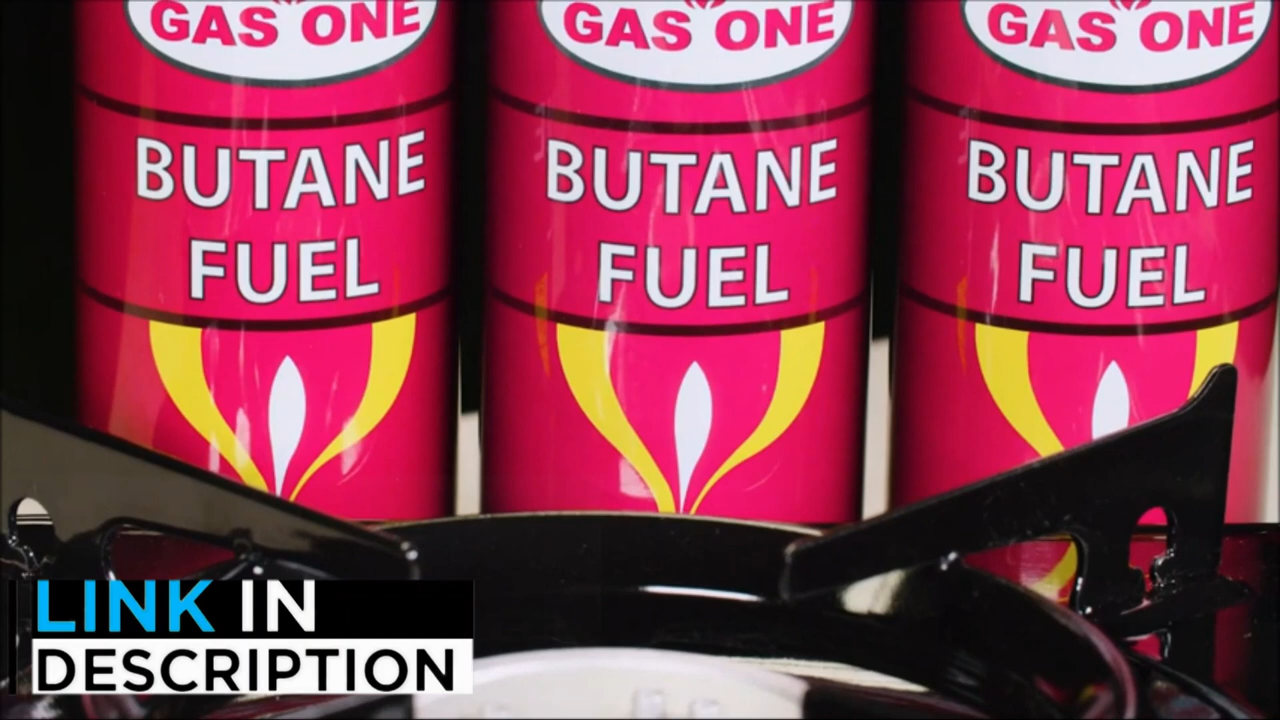 GAS ONE
BUTANE
FUEL
GAS ONE
BUTANE
FUEL
GAS ONE
BUTANE
FUEL
LINK IN
DESCRIPTION